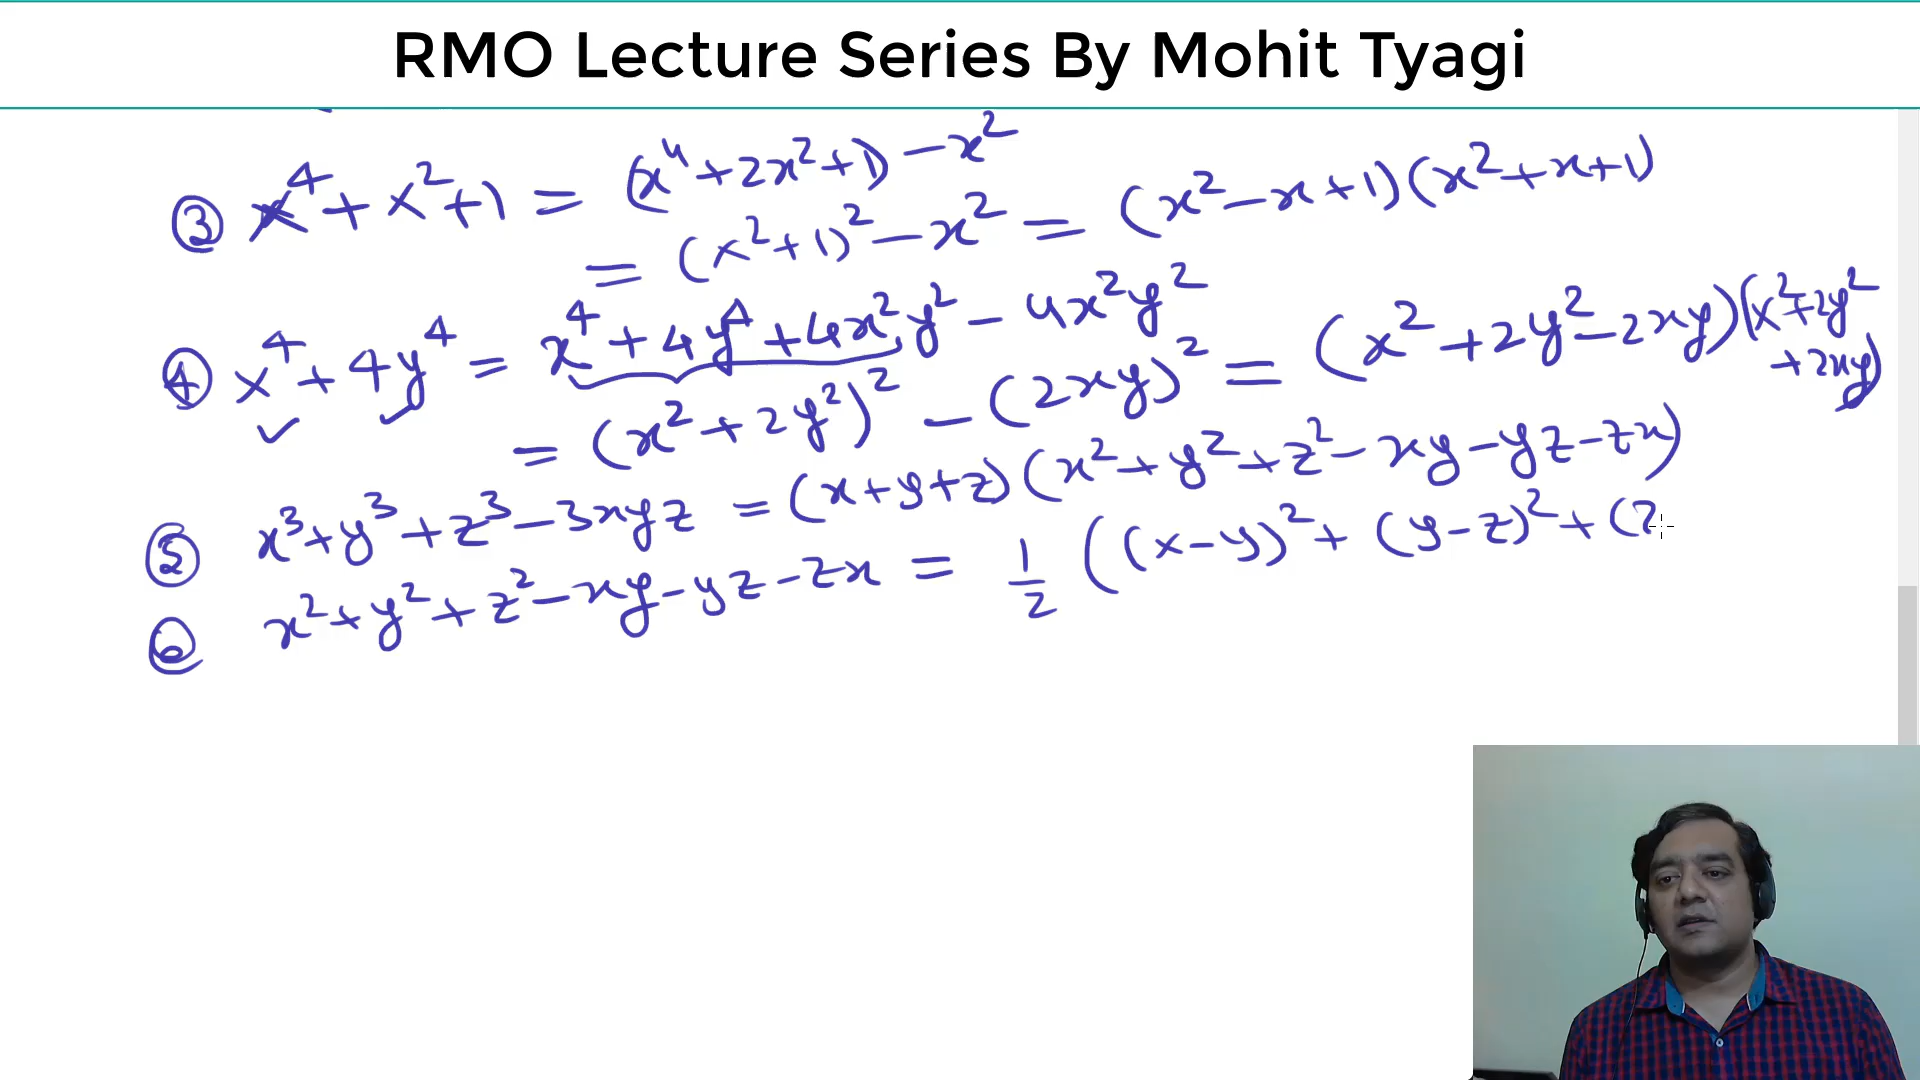 RMO Lecture Series By Mohit Tyagi
③ x⁴ + x² + 1 = (x⁴ + 2x² + 1) – x²
= (x² + 1)² – x² = (x² – x + 1)(x² + x + 1)
④ x⁴ + 4y⁴ = x⁴ + 4y⁴ + 4x²y² – 4x²y²
= (x² + 2y²)² – (2xy)² = (x² + 2y² – 2xy)(x² + 2y² + 2xy)
⑤ x³ + y³ + z³ – 3xyz = (x + y + z)(x² + y² + z² – xy – yz – zx)
⑥ x² + y² + z² – xy – yz – zx = 1/2 ((x – y)² + (y – z)² + (z